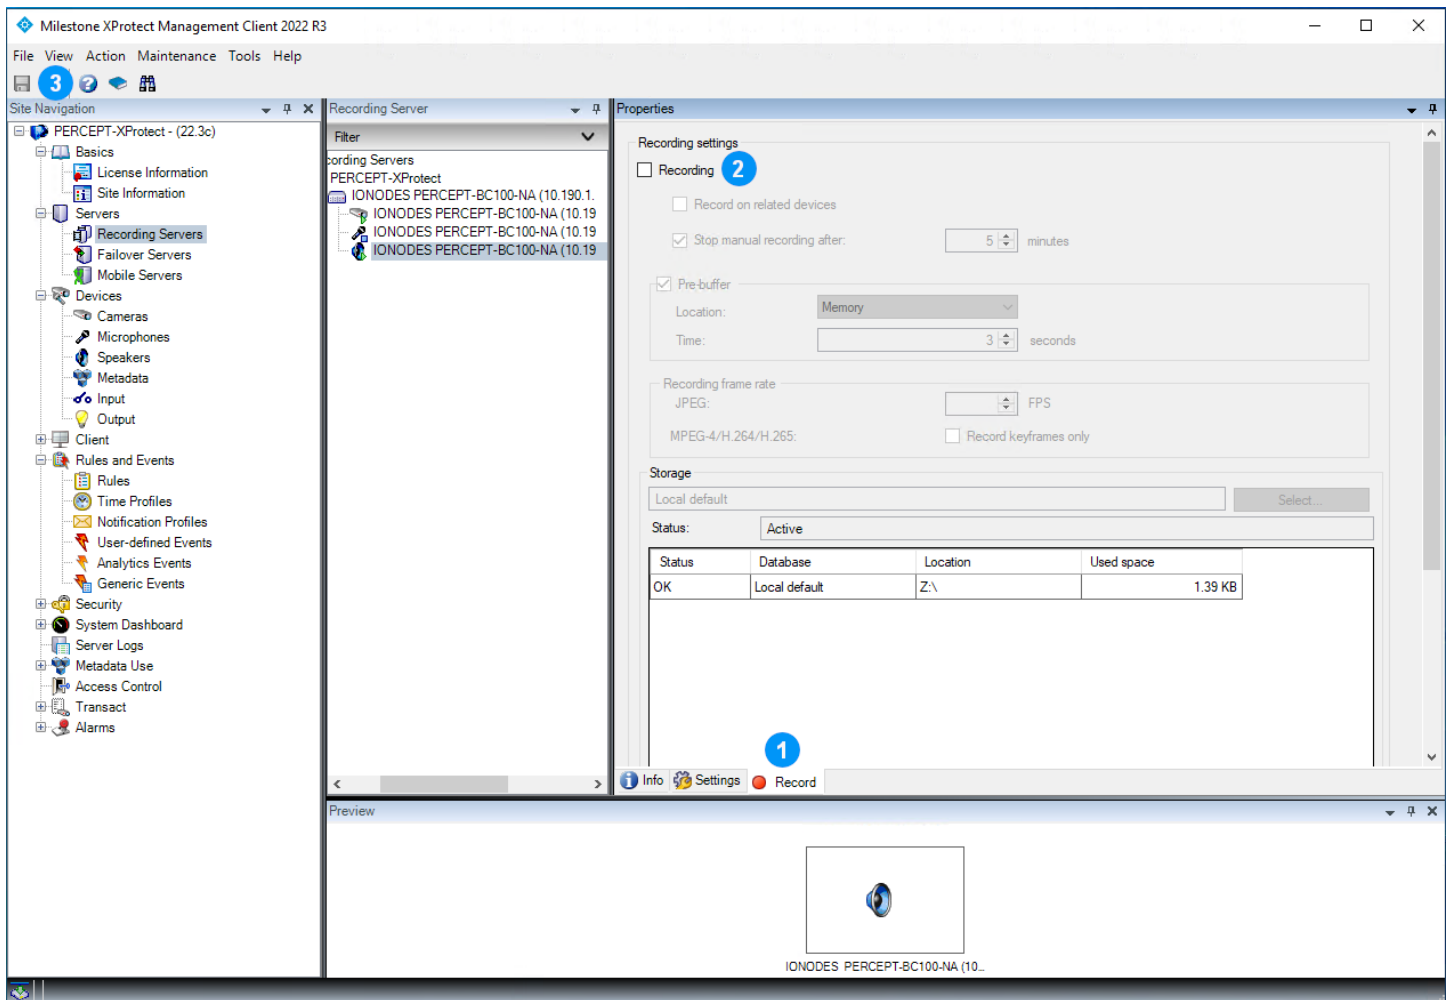 Milestone XProtect Management Client 2022 R3
File View Action Maintenance Tools Help
3
Site Navigation
PERCEPT-XProtect - (22.3c)
Basics
License Information
Site Information
Servers
Recording Servers
Failover Servers
Mobile Servers
Devices
Cameras
Microphones
Speakers
Metadata
Input
Output
Client
Rules and Events
Rules
Time Profiles
Notification Profiles
User-defined Events
Analytics Events
Generic Events
Security
System Dashboard
Server Logs
Metadata Use
Access Control
Transact
Alarms
Recording Server
Filter
cording Servers
PERCEPT-XProtect
IONODES PERCEPT-BC100-NA (10.190.1.
IONODES PERCEPT-BC100-NA (10.19
IONODES PERCEPT-BC100-NA (10.19
IONODES PERCEPT-BC100-NA (10.19
Properties
Recording settings
Recording 2
Record on related devices
Stop manual recording after: 5 minutes
Pre-buffer
Location: Memory
Time: 3 seconds
Recording frame rate
JPEG: FPS
MPEG-4/H.264/H.265: Record keyframes only
Storage
Local default Select...
Status: Active
Status Database Location Used space
OK Local default Z:\ 1.39 KB
1
Info Settings Record
Preview
IONODES PERCEPT-BC100-NA (10...